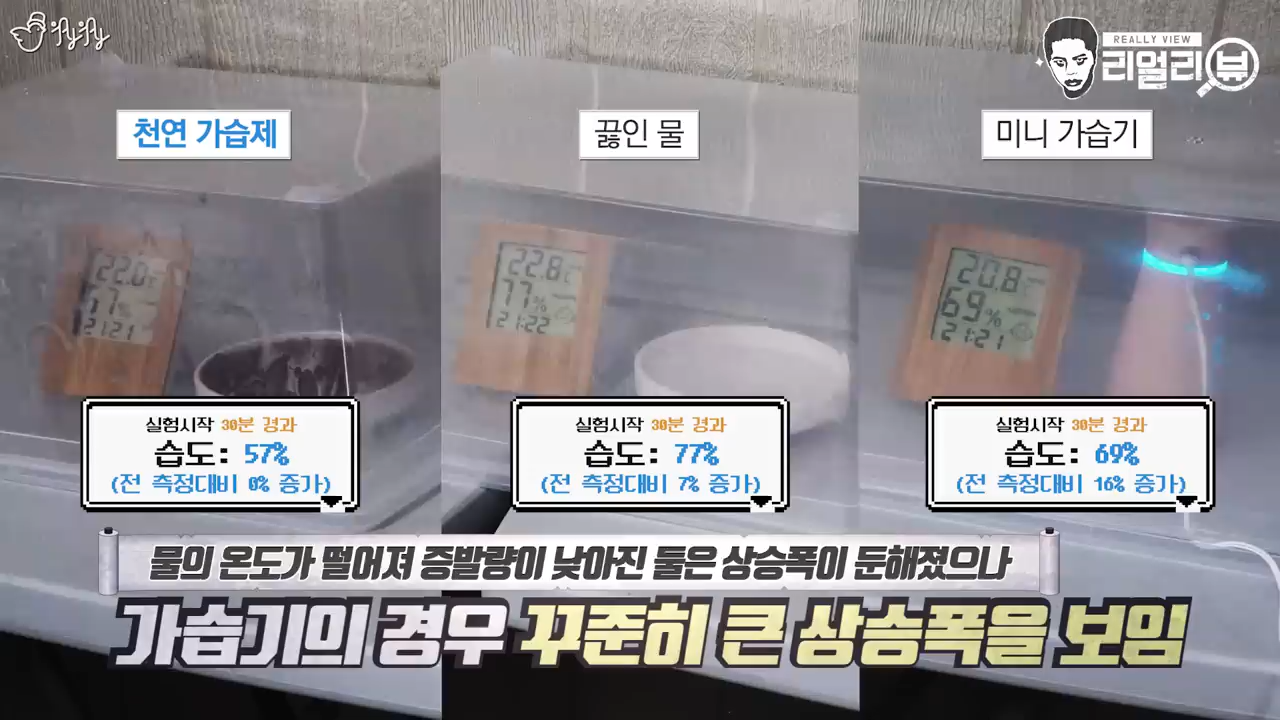 REALLY VIEW
리얼리뷰
천연 가습제
끓인 물
미니 가습기
22.0
17%
21:21
22.8℃
77%
21:22
20.8℃
69%
21:21
실험시작 30분 경과
습도: 57%
(전 측정대비 0% 증가)
실험시작 30분 경과
습도: 77%
(전 측정대비 7% 증가)
실험시작 30분 경과
습도: 69%
(전 측정대비 16% 증가)
물의 온도가 떨어져 증발량이 낮아진 둘은 상승폭이 둔해졌으나
가습기의 경우 꾸준히 큰 상승폭을 보임